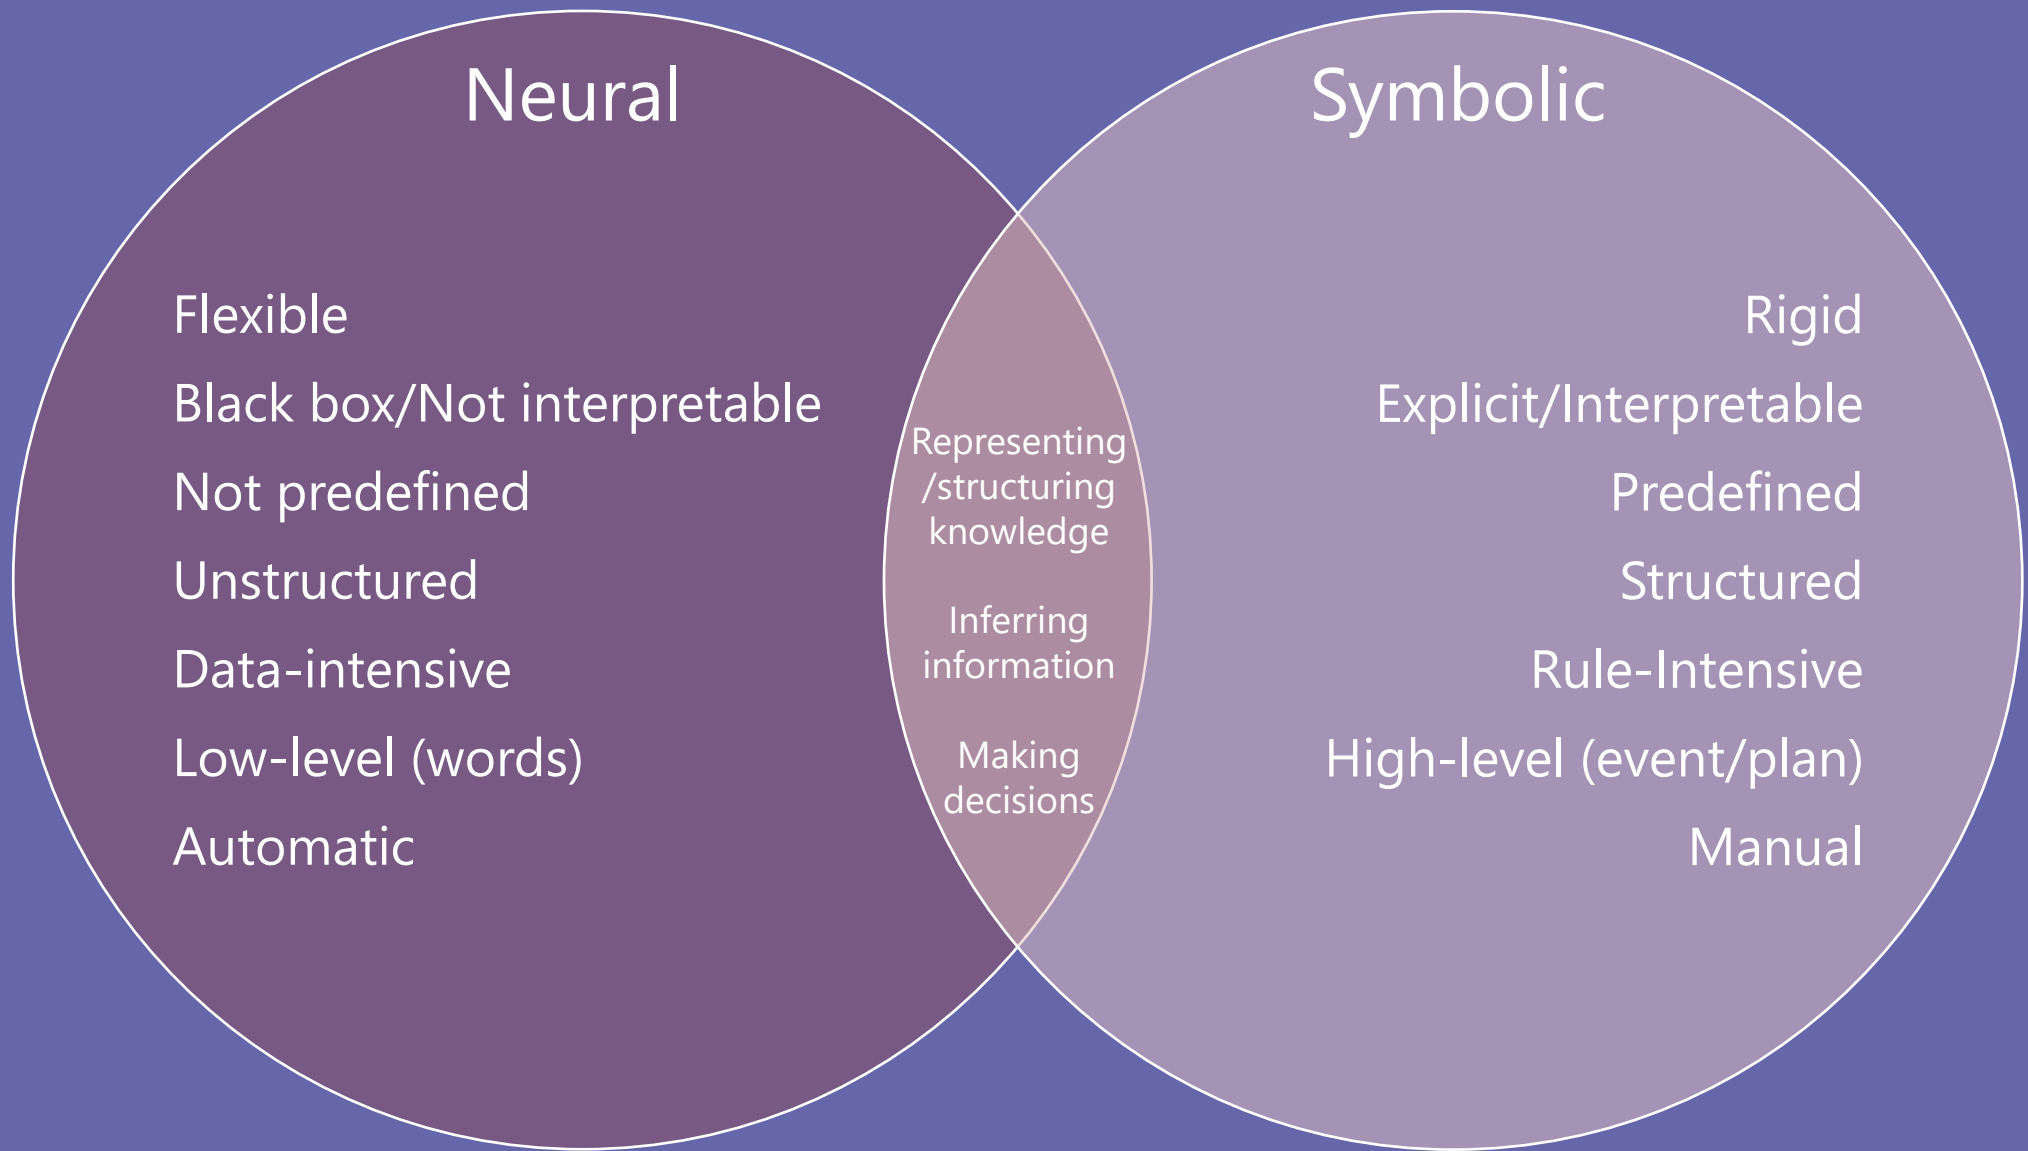 Neural
Flexible
Black box/Not interpretable
Not predefined
Unstructured
Data-intensive
Low-level (words)
Automatic
Representing
/structuring
knowledge
Inferring
information
Making
decisions
Symbolic
Rigid
Explicit/Interpretable
Predefined
Structured
Rule-Intensive
High-level (event/plan)
Manual